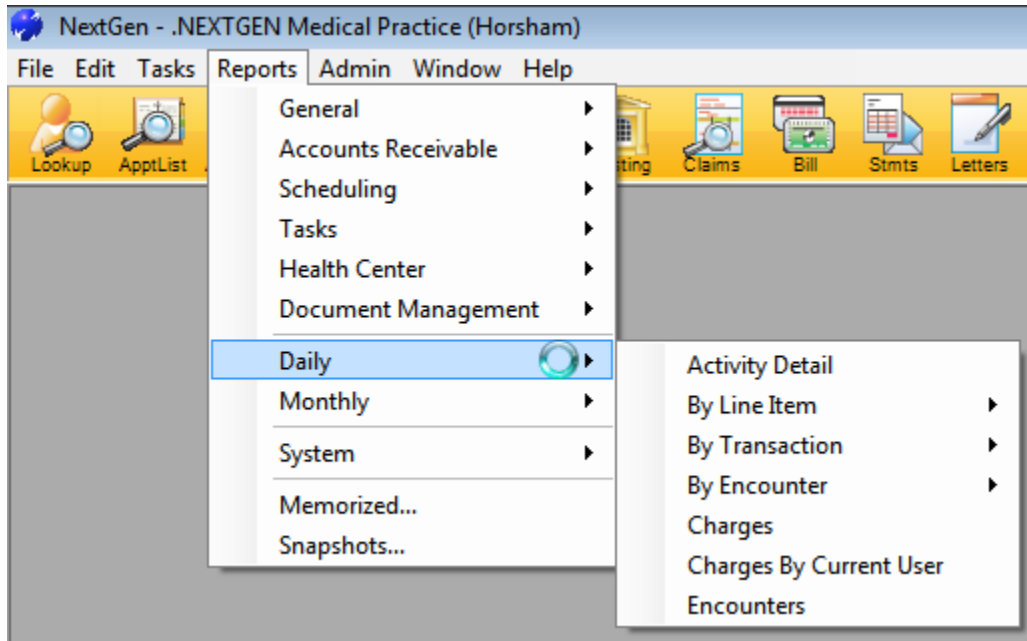 NextGen - .NEXTGEN Medical Practice (Horsham)
File Edit Tasks Reports Admin Window Help
Lookup ApptList Claims Bill Stmts Letters
General
Accounts Receivable
Scheduling
Tasks
Health Center
Document Management
Daily
Monthly
System
Memorized...
Snapshots...
Activity Detail
By Line Item
By Transaction
By Encounter
Charges
Charges By Current User
Encounters